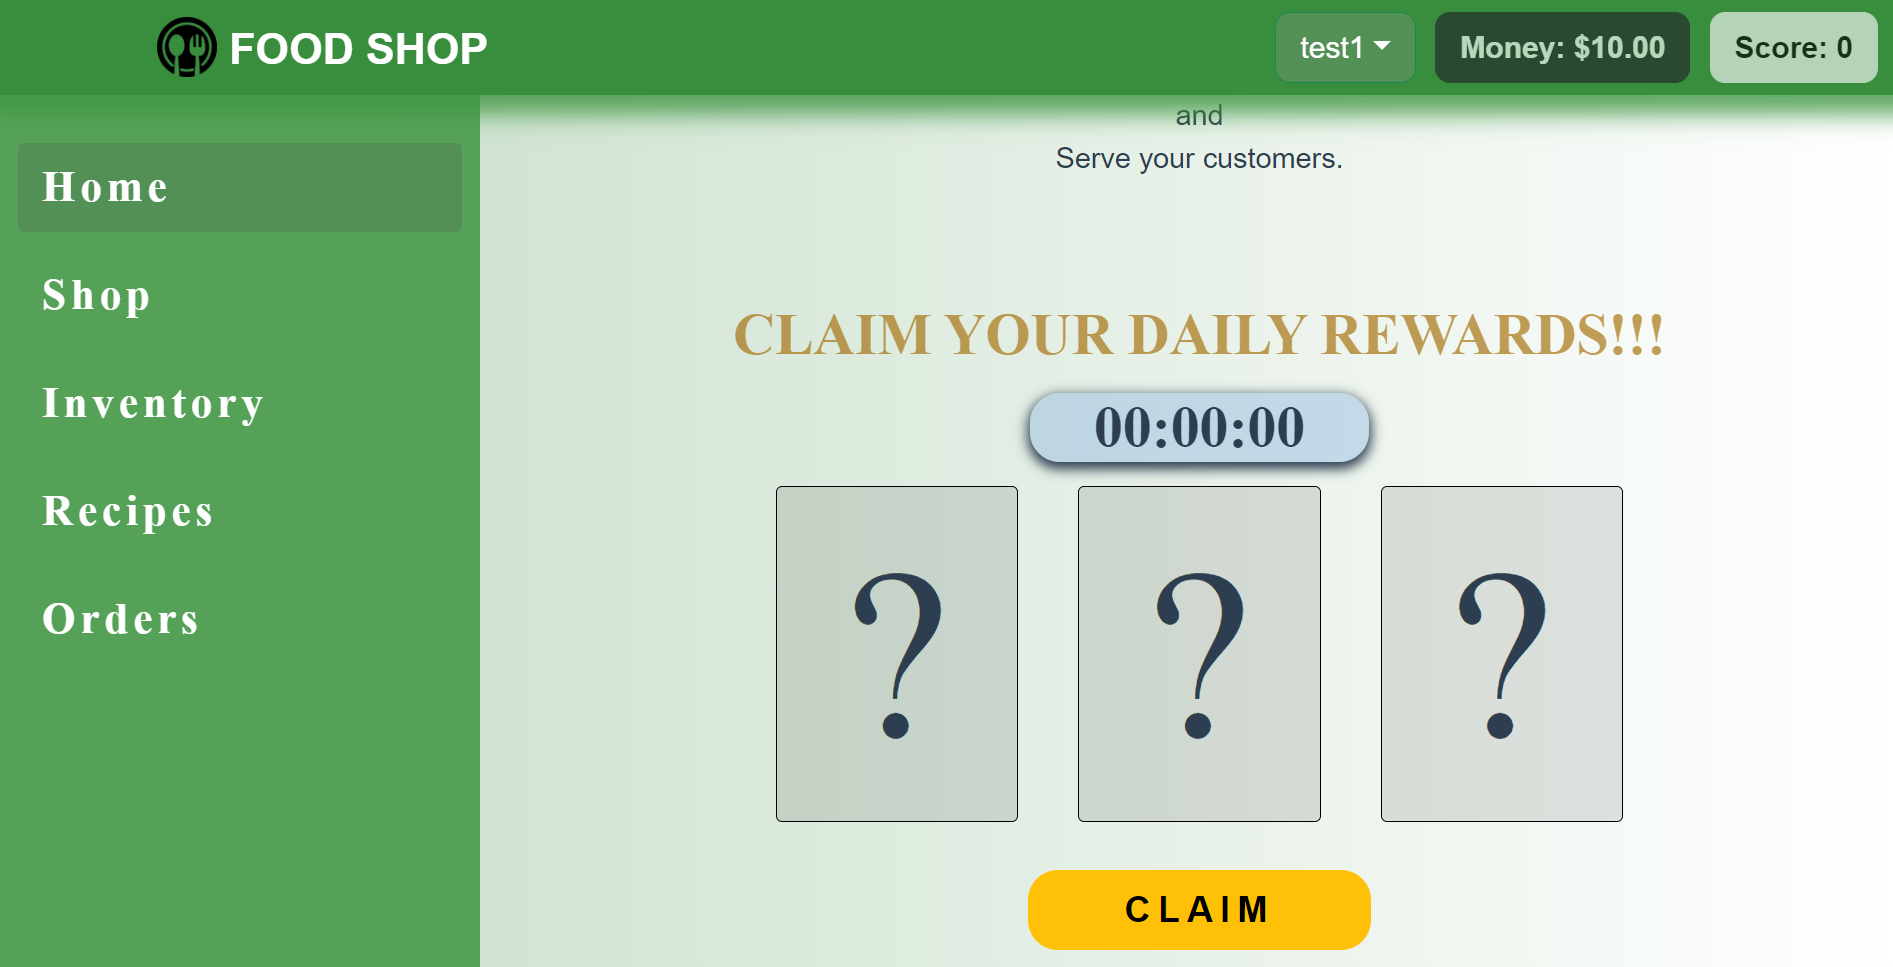 FOOD SHOP
test1
Money: $10.00
Score: 0
Home
Shop
Inventory
Recipes
Orders
and
Serve your customers.
CLAIM YOUR DAILY REWARDS!!!
00:00:00
? ? ?
CLAIM